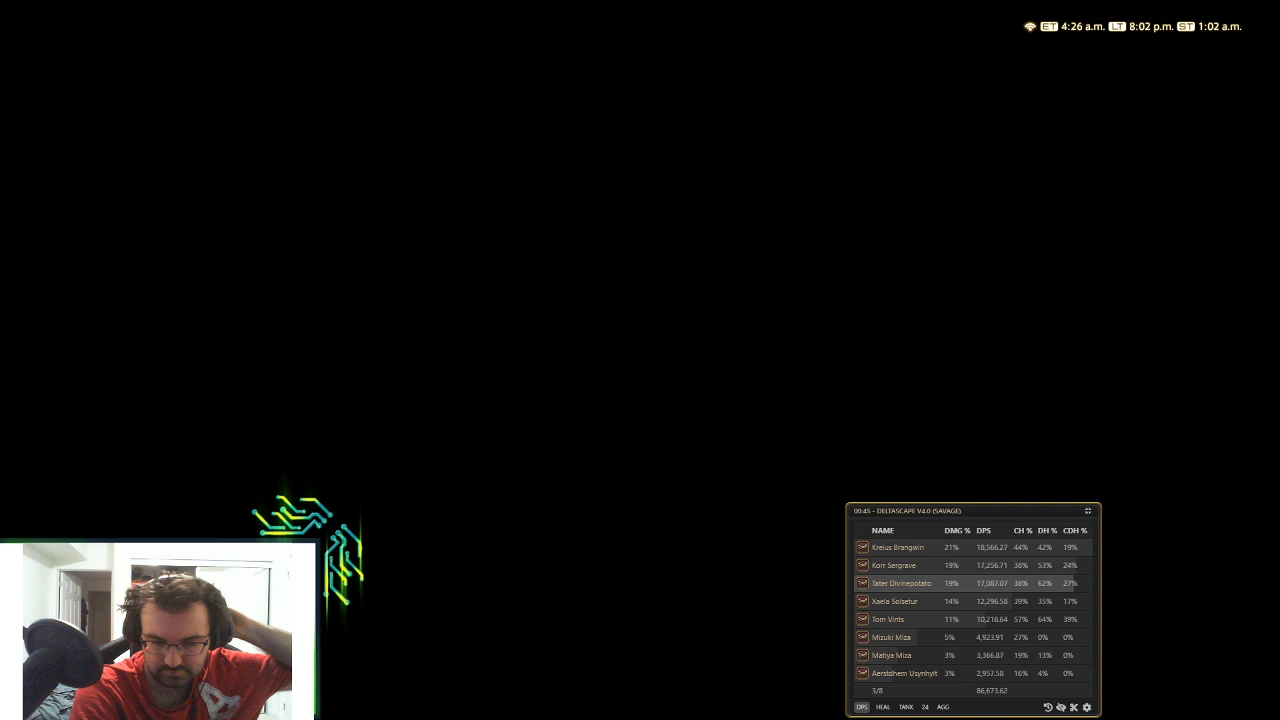 ET 4:26 a.m. LT 8:02 p.m. ST 1:02 a.m.
00:45 - DELTASCAPE V4.0 (SAVAGE)
NAME DMG % DPS CH % DH % CDH %
Kreius Brangwin 21% 18,566.27 44% 42% 19%
Korr Sergrave 19% 17,256.71 38% 53% 24%
Tater Divinepotato 19% 17,087.07 38% 62% 27%
Xaela Solsetur 14% 12,296.58 39% 35% 17%
Tom Vints 11% 10,218.64 57% 64% 39%
Mizuki Miza 5% 4,923.91 27% 0% 0%
Matiya Miza 3% 3,366.87 19% 13% 0%
Aerstdhem Usynhylt 3% 2,957.58 16% 4% 0%
3/8 86,673.62
DPS HEAL TANK 24 AGG